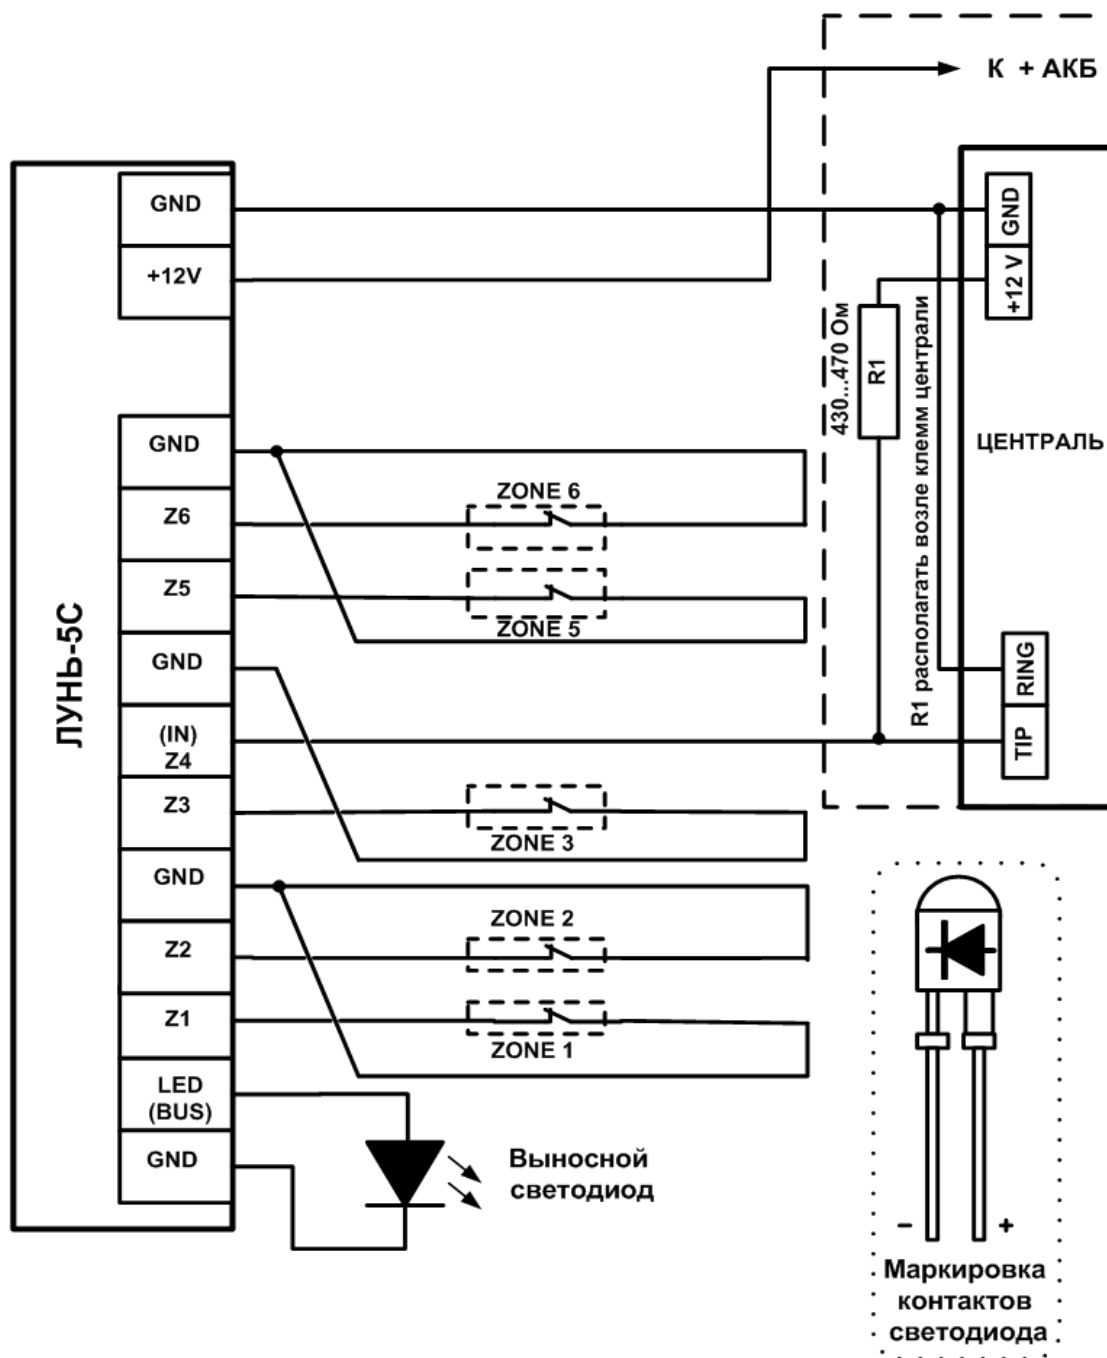 К + АКБ
ЛУНЬ-5С
GND
+12V
GND
Z6
Z5
GND
(IN)
Z4
Z3
GND
Z2
Z1
LED
(BUS)
GND
ZONE 6
ZONE 5
ZONE 3
ZONE 2
ZONE 1
Выносной
светодиод
430...470 Ом
R1
R1 располагать возле клемм централи
GND
+12 V
ЦЕНТРАЛЬ
RING
TIP
- +
Маркировка
контактов
светодиода